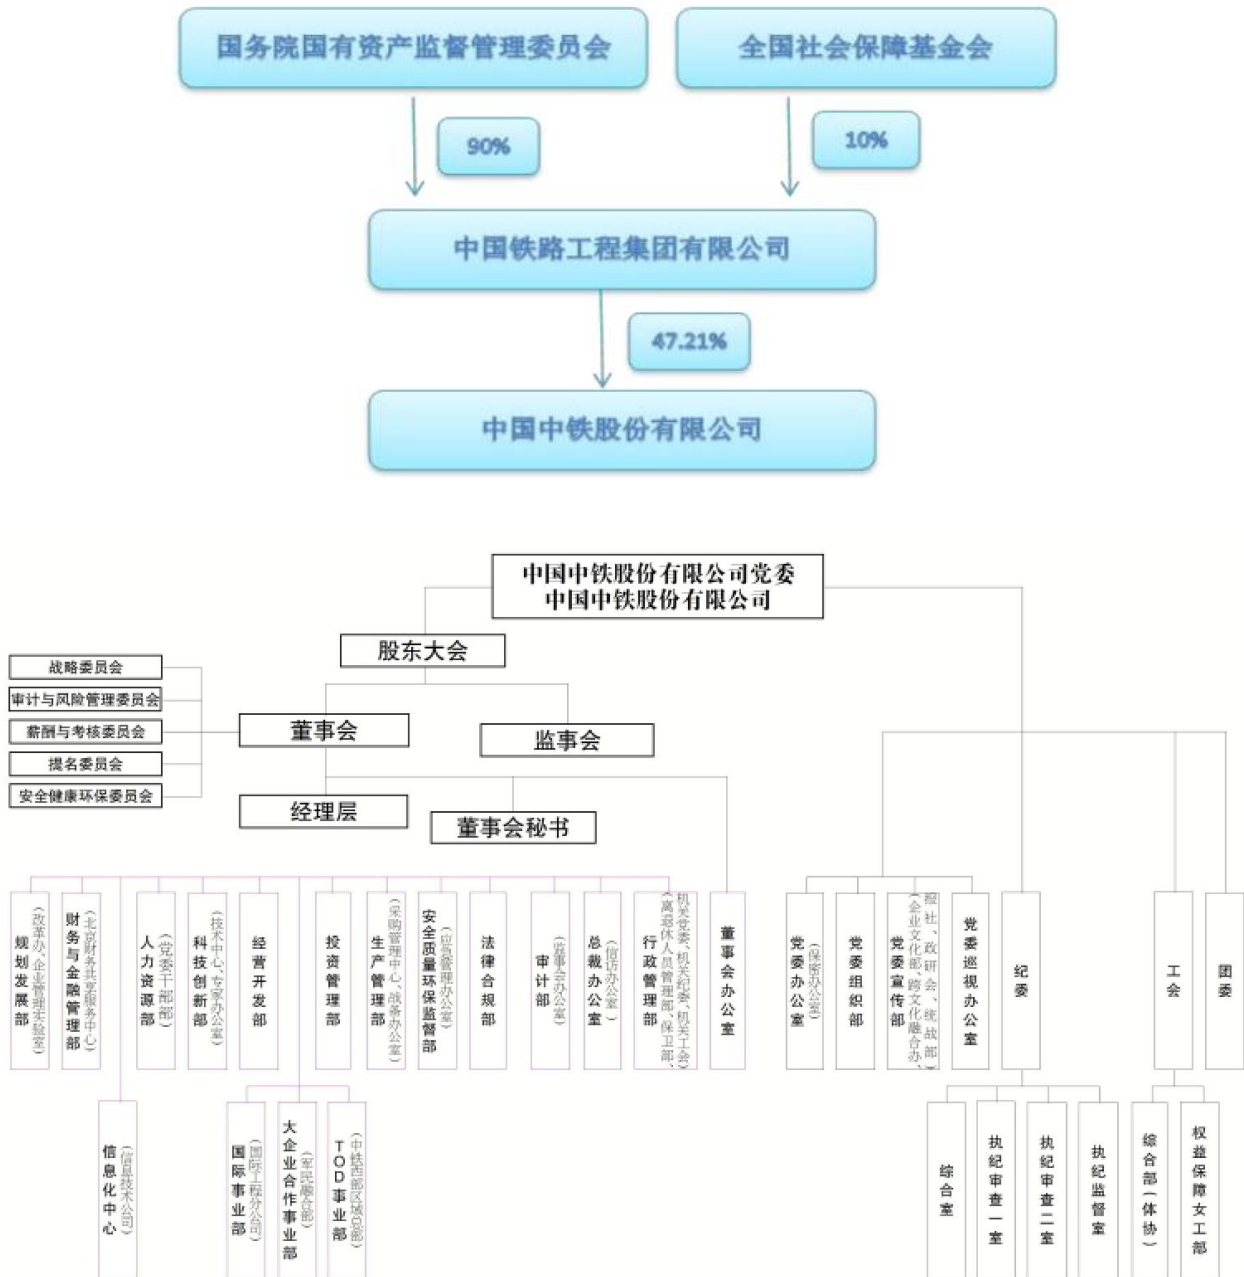 国务院国有资产监督管理委员会
全国社会保障基金会
90%
10%
中国铁路工程集团有限公司
47.21%
中国中铁股份有限公司
中国中铁股份有限公司党委
中国中铁股份有限公司
股东大会
战略委员会
审计与风险管理委员会
薪酬与考核委员会
提名委员会
安全健康环保委员会
董事会
监事会
经理层
董事会秘书
规划发展部
(改革办、企业管理实验室)
财务与金融管理部
(北京财务共享服务中心)
人力资源部
(党委干部部)
科技创新部
(技术中心、专家办公室)
经营开发部
投资管理部
生产管理部
(采购管理中心、战备办公室)
安全质量环保监督部
(应急管理办公室)
法律合规部
审计部
(监事会办公室)
总裁办公室
(信访办公室)
行政管理部
(离退休人员管理部、保卫部、
机关党委、机关纪委、机关工会)
董事会办公室
党委办公室
(保密办公室)
党委组织部
党委宣传部
(企业文化部、跨文化融合办、
报社、政研会、统战部)
党委巡视办公室
纪委
工会
团委
信息化中心
(信息技术公司)
国际事业部
(国际工程分公司)
大企业合作事业部
(军民融合部)
TOD事业部
(中铁西部区域总部)
综合室
执纪审查一室
执纪审查二室
执纪监督室
综合部(体协)
权益保障女工部